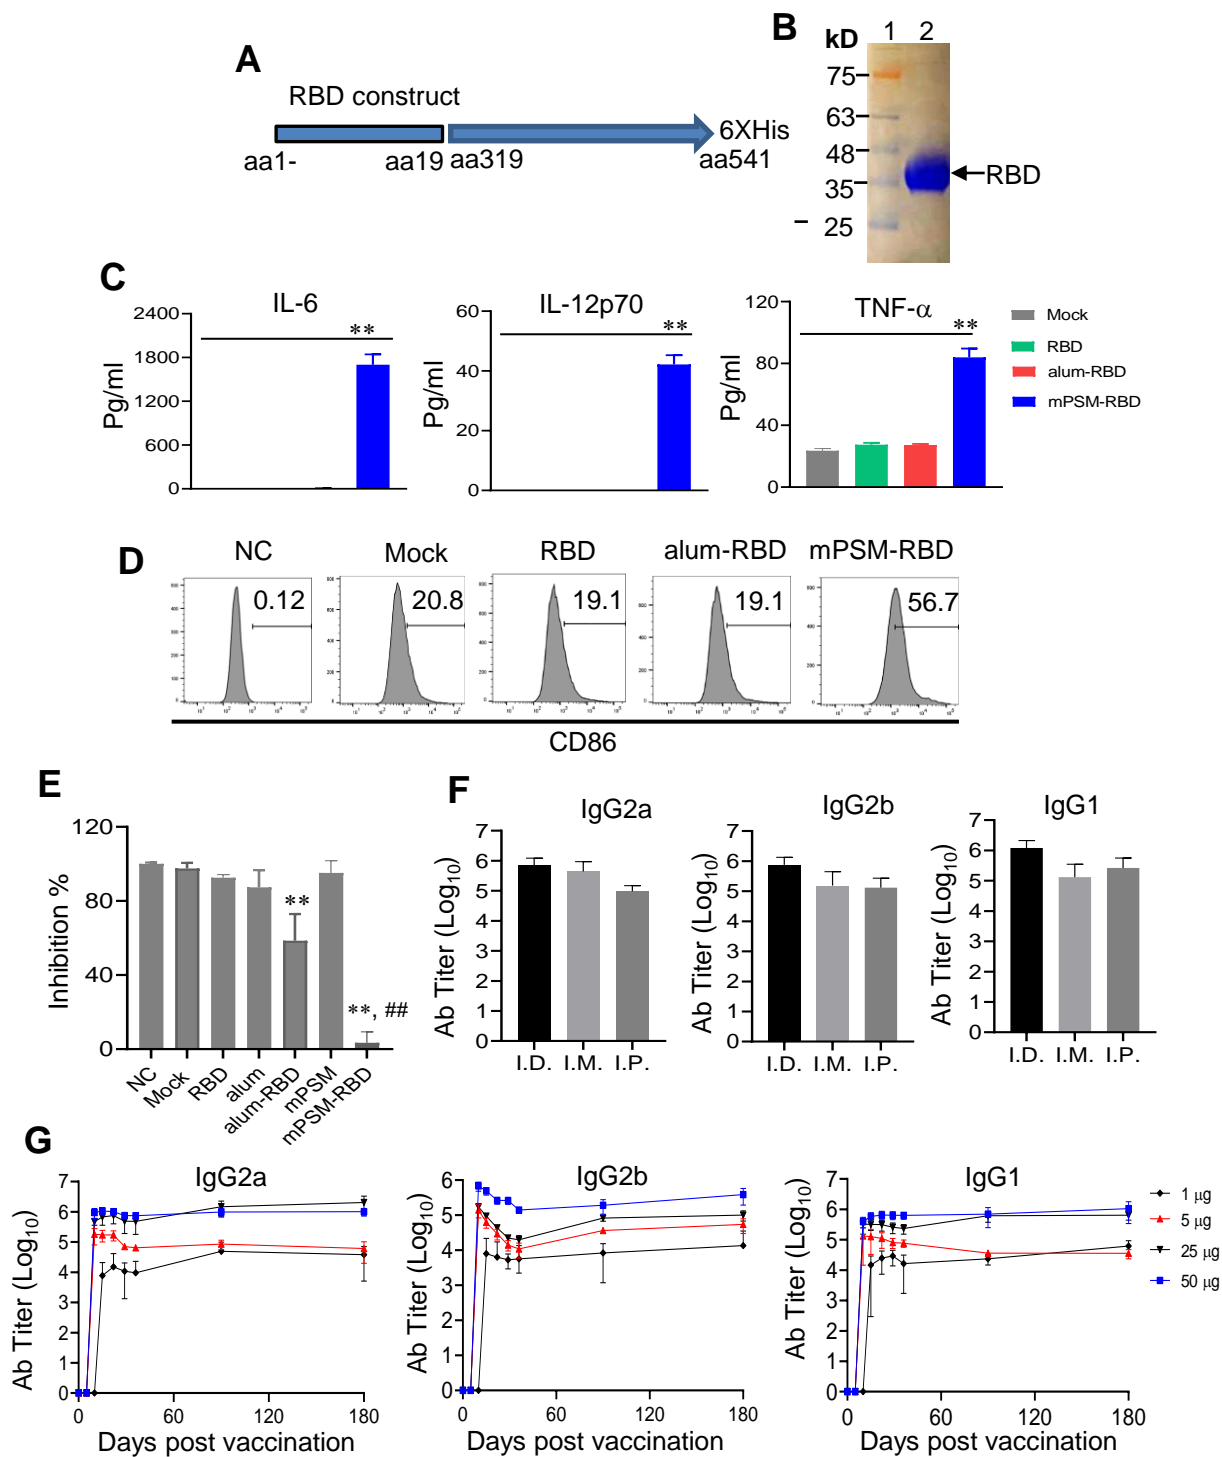 A
RBD construct
6XHis
aa1-
aa19
aa319
aa541
B
kD
1
2
75
63
48
35
25
RBD
C
IL-6
Pg/ml
2400
1800
1200
600
0
**
IL-12p70
Pg/ml
60
40
20
0
**
TNF-α
Pg/ml
120
80
40
0
**
Mock
RBD
alum-RBD
mPSM-RBD
D
NC
Mock
RBD
alum-RBD
mPSM-RBD
0.12
20.8
19.1
19.1
56.7
CD86
E
Inhibition %
120
80
40
0
**
**, ##
NC
Mock
RBD
alum
alum-RBD
mPSM
mPSM-RBD
F
IgG2a
Ab Titer (Log10)
7
6
5
4
3
2
1
0
I.D.
I.M.
I.P.
IgG2b
Ab Titer (Log10)
7
6
5
4
3
2
1
0
I.D.
I.M.
I.P.
IgG1
Ab Titer (Log10)
7
6
5
4
3
2
1
0
I.D.
I.M.
I.P.
G
IgG2a
Ab Titer (Log10)
7
6
5
4
3
2
1
0
0
60
120
180
Days post vaccination
IgG2b
Ab Titer (Log10)
6
5
4
3
2
1
0
0
60
120
180
Days post vaccination
IgG1
Ab Titer (Log10)
7
6
5
4
3
2
1
0
0
60
120
180
Days post vaccination
1 μg
5 μg
25 μg
50 μg